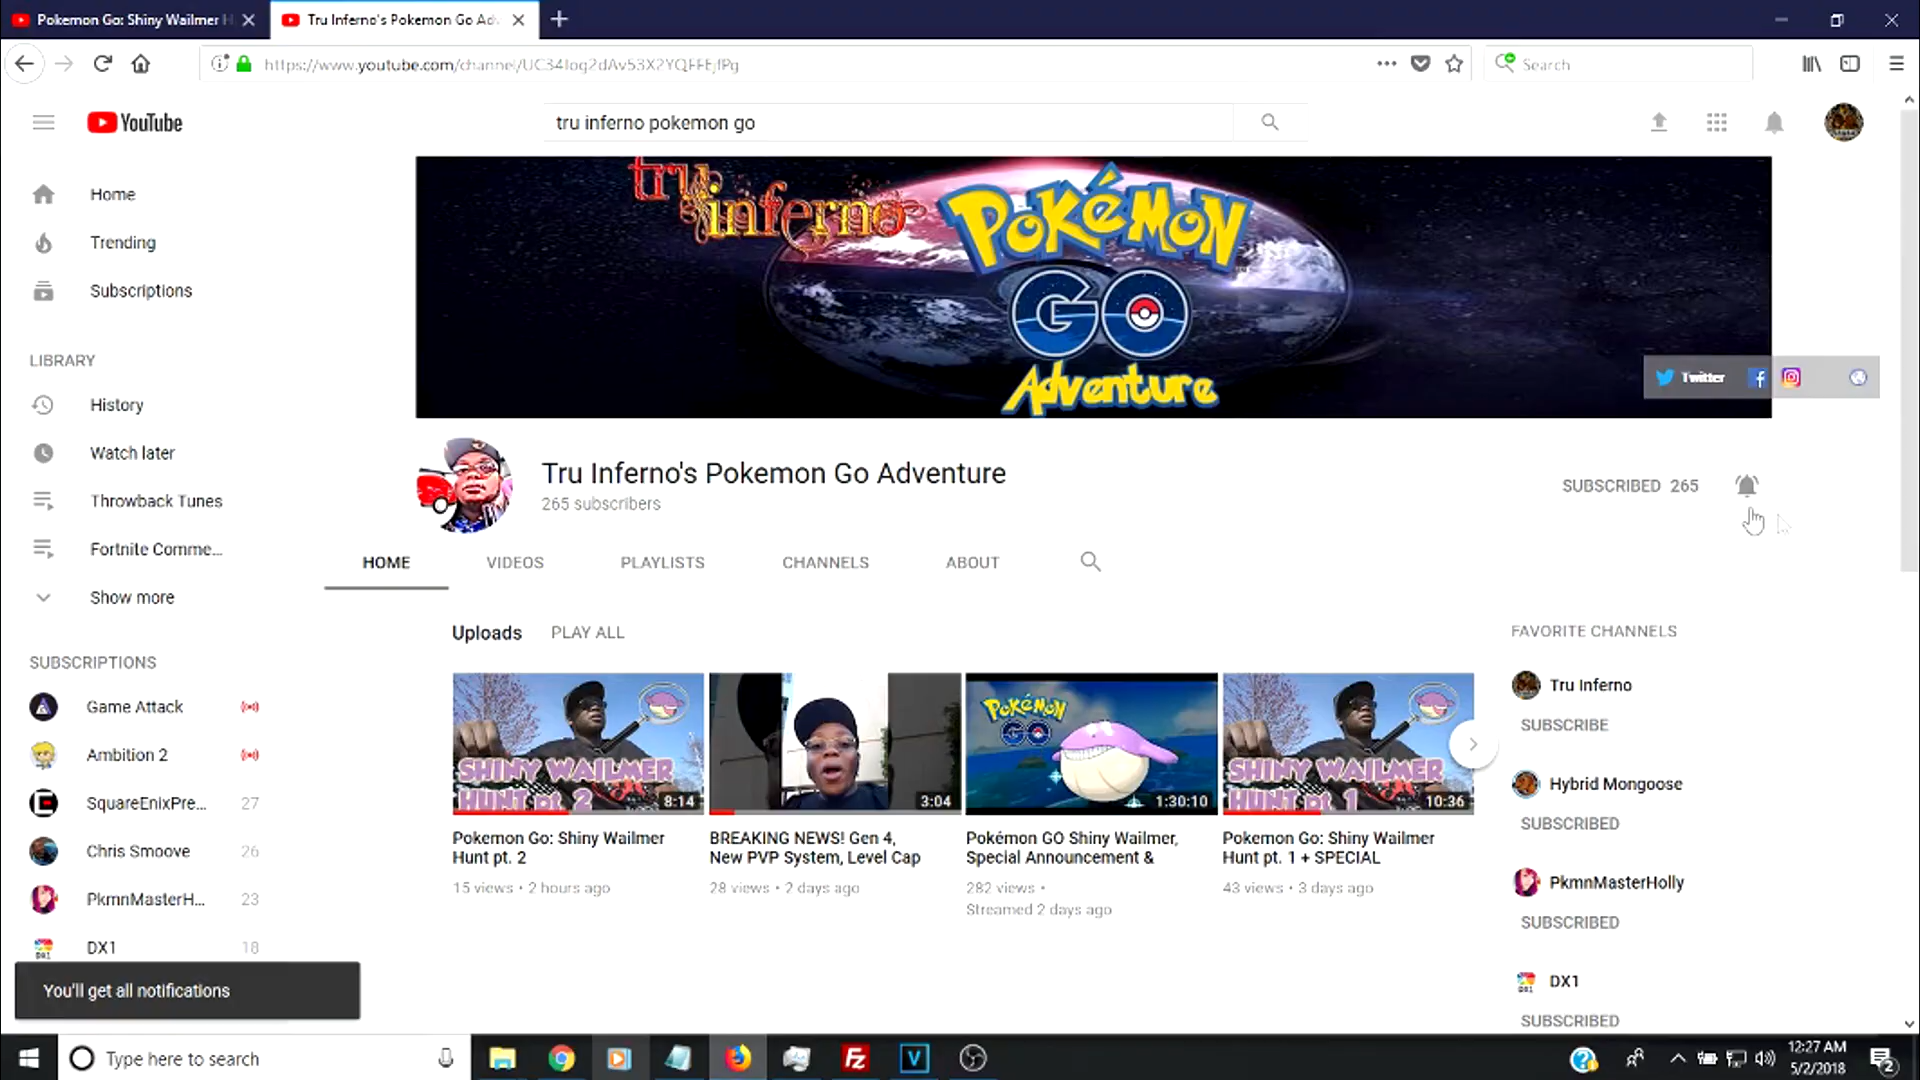 Pokemon Go: Shiny Wailmer H
Tru Inferno's Pokemon Go Ad
Search
YouTube
tru inferno pokemon go
Home
Trending
Subscriptions
LIBRARY
History
Watch later
Throwback Tunes
Fortnite Comme...
Show more
SUBSCRIPTIONS
Game Attack
Ambition 2
SquareEnixPre... 27
Chris Smoove 26
PkmnMasterH... 23
DX1 18
You'll get all notifications
tru inferno
POKÉMON
GO
Adventure
Twitter
Tru Inferno's Pokemon Go Adventure
265 subscribers
SUBSCRIBED 265
HOME VIDEOS PLAYLISTS CHANNELS ABOUT
Uploads PLAY ALL
SHINY WAILMER
HUNT pt. 2
8:14
Pokemon Go: Shiny Wailmer
Hunt pt. 2
15 views • 2 hours ago
3:04
BREAKING NEWS! Gen 4,
New PVP System, Level Cap
28 views • 2 days ago
POKÉMON
GO
1:30:10
Pokémon GO Shiny Wailmer,
Special Announcement &
282 views •
Streamed 2 days ago
SHINY WAILMER
HUNT pt. 1
10:36
Pokemon Go: Shiny Wailmer
Hunt pt. 1 + SPECIAL
43 views • 3 days ago
FAVORITE CHANNELS
Tru Inferno
SUBSCRIBE
Hybrid Mongoose
SUBSCRIBED
PkmnMasterHolly
SUBSCRIBED
DX1
SUBSCRIBED
Type here to search
12:27 AM
5/2/2018
2